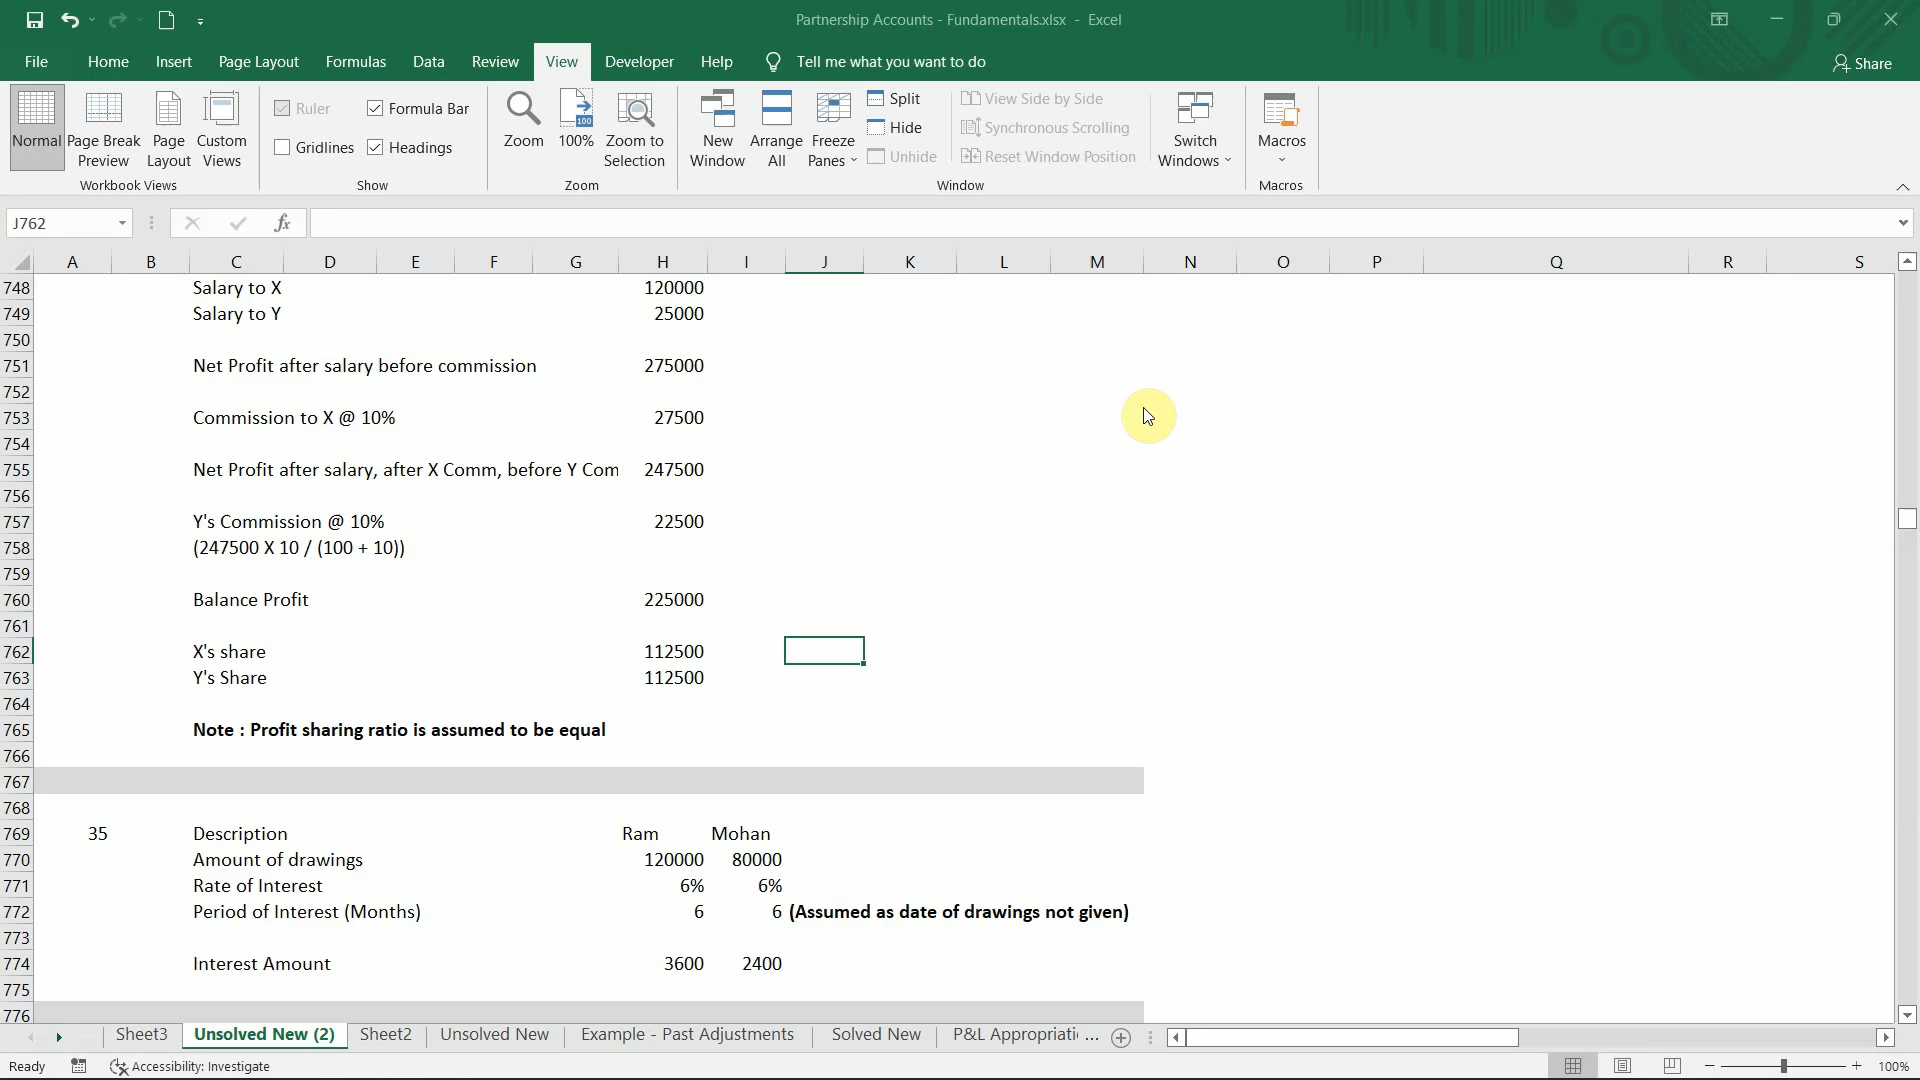 Partnership Accounts - Fundamentals.xlsx - Excel
File Home Insert Page Layout Formulas Data Review View Developer Help Tell me what you want to do Share
Normal Page Break Preview Page Layout Custom Views
Workbook Views
Ruler Formula Bar
Gridlines Headings
Show
Zoom 100% Zoom to Selection
100
Zoom
New Window Arrange All Freeze Panes
Split
Hide
Unhide
View Side by Side
Synchronous Scrolling
Reset Window Position
Switch Windows
Window
Macros
Macros
J762 fx
A B C D E F G H I J K L M N O P Q R S
748 Salary to X 120000
749 Salary to Y 25000
750
751 Net Profit after salary before commission 275000
752
753 Commission to X @ 10% 27500
754
755 Net Profit after salary, after X Comm, before Y Com 247500
756
757 Y's Commission @ 10% 22500
758 (247500 X 10 / (100 + 10))
759
760 Balance Profit 225000
761
762 X's share 112500
763 Y's Share 112500
764
765 Note : Profit sharing ratio is assumed to be equal
766
767
768
769 35 Description Ram Mohan
770 Amount of drawings 120000 80000
771 Rate of Interest 6% 6%
772 Period of Interest (Months) 6 6 (Assumed as date of drawings not given)
773
774 Interest Amount 3600 2400
775
776
Sheet3 Unsolved New (2) Sheet2 Unsolved New Example - Past Adjustments Solved New P&L Appropriati ...
Ready Accessibility: Investigate 100%